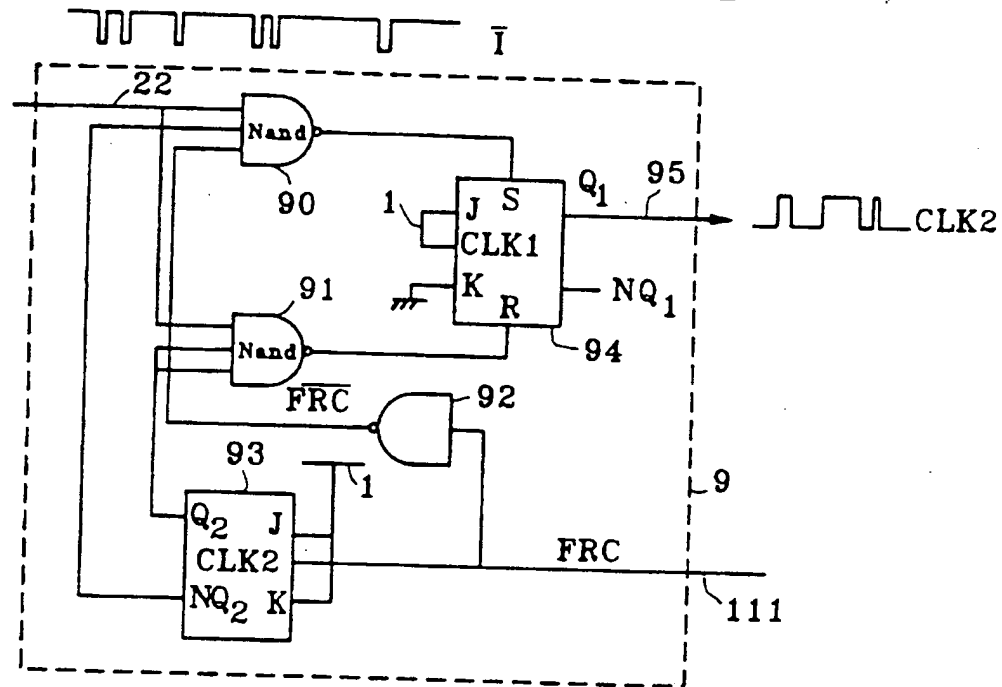 Ī
22
Nand
90
Q₁
95
1
J
S
CLK1
CLK2
K
NQ₁
R
91
94
Nand
F̅R̅C̅
92
93
1
9
Q₂
J
CLK2
FRC
NQ₂
K
111